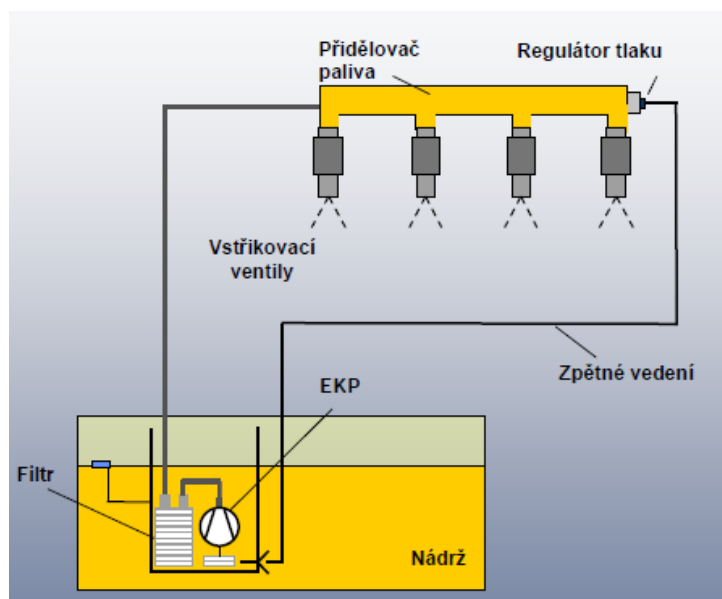 Přidělovač
paliva
Regulátor tlaku
Vstřikovací
ventily
Zpětné vedení
EKP
Filtr
Nádrž